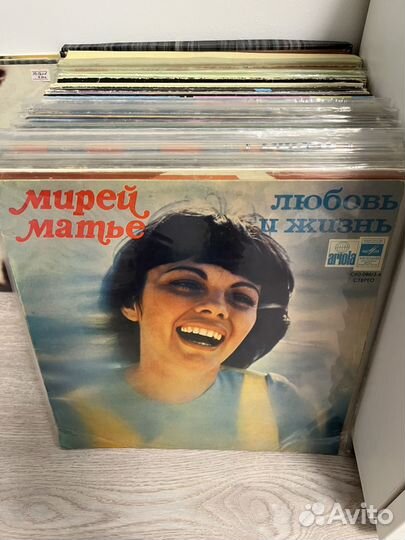 мирей
матье
любовь
и жизнь
ariola
СТЕРЕО
Avito